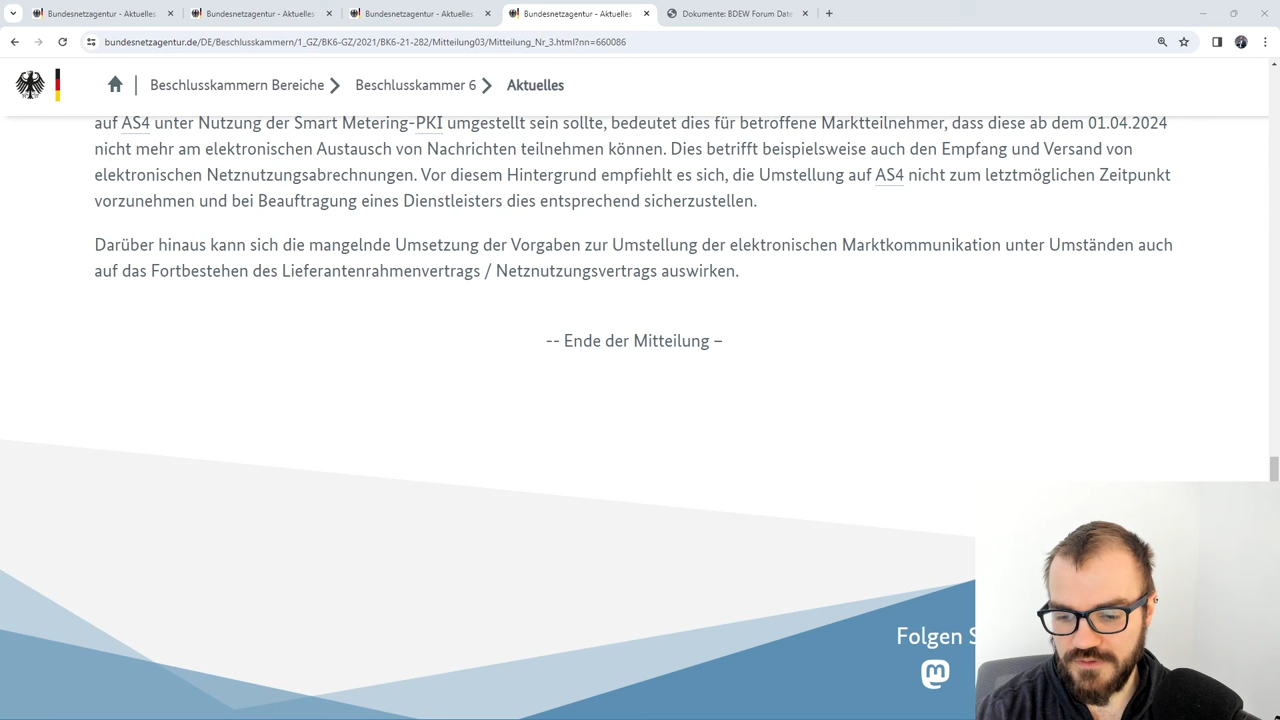 Bundesnetzagentur - Aktuelles
Bundesnetzagentur - Aktuelles
Bundesnetzagentur - Aktuelles
Bundesnetzagentur - Aktuelles
Dokumente: BDEW Forum Date
bundesnetzagentur.de/DE/Beschlusskammern/1_GZ/BK6-GZ/2021/BK6-21-282/Mitteilung03/Mitteilung_Nr_3.html?nn=660086
Beschlusskammern Bereiche
Beschlusskammer 6
Aktuelles
auf AS4 unter Nutzung der Smart Metering-PKI umgestellt sein sollte, bedeutet dies für betroffene Marktteilnehmer, dass diese ab dem 01.04.2024
nicht mehr am elektronischen Austausch von Nachrichten teilnehmen können. Dies betrifft beispielsweise auch den Empfang und Versand von
elektronischen Netznutzungsabrechnungen. Vor diesem Hintergrund empfiehlt es sich, die Umstellung auf AS4 nicht zum letztmöglichen Zeitpunkt
vorzunehmen und bei Beauftragung eines Dienstleisters dies entsprechend sicherzustellen.
Darüber hinaus kann sich die mangelnde Umsetzung der Vorgaben zur Umstellung der elektronischen Marktkommunikation unter Umständen auch
auf das Fortbestehen des Lieferantenrahmenvertrags / Netznutzungsvertrags auswirken.
-- Ende der Mitteilung –
Folgen S